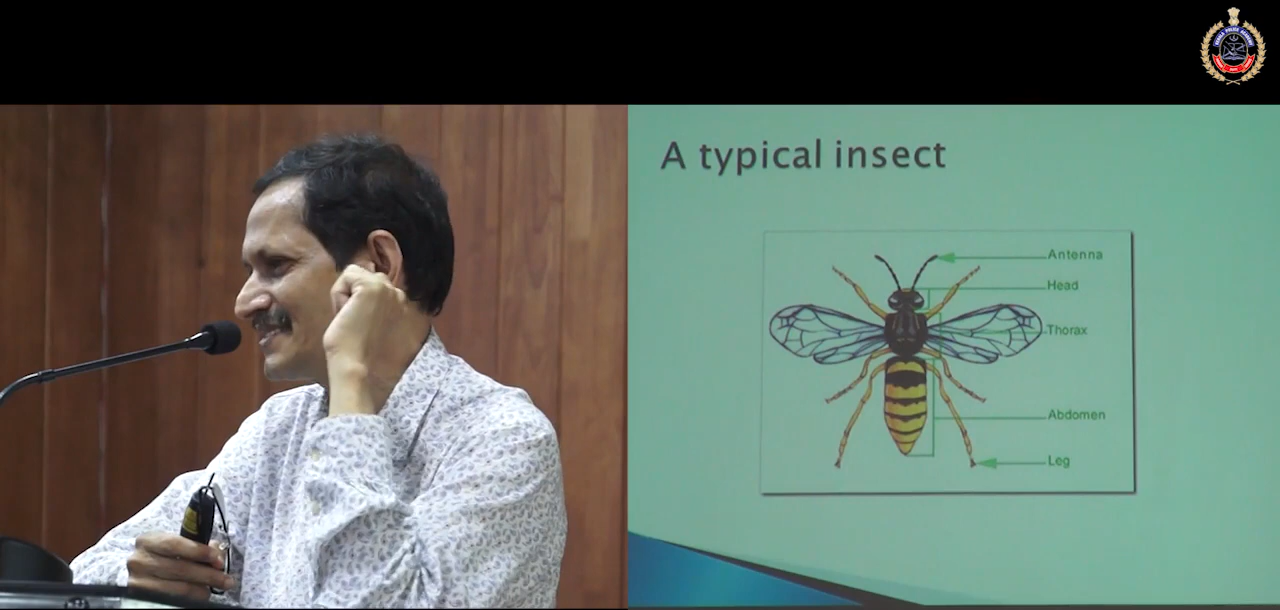 A typical insect
Antenna
Head
Thorax
Abdomen
Leg